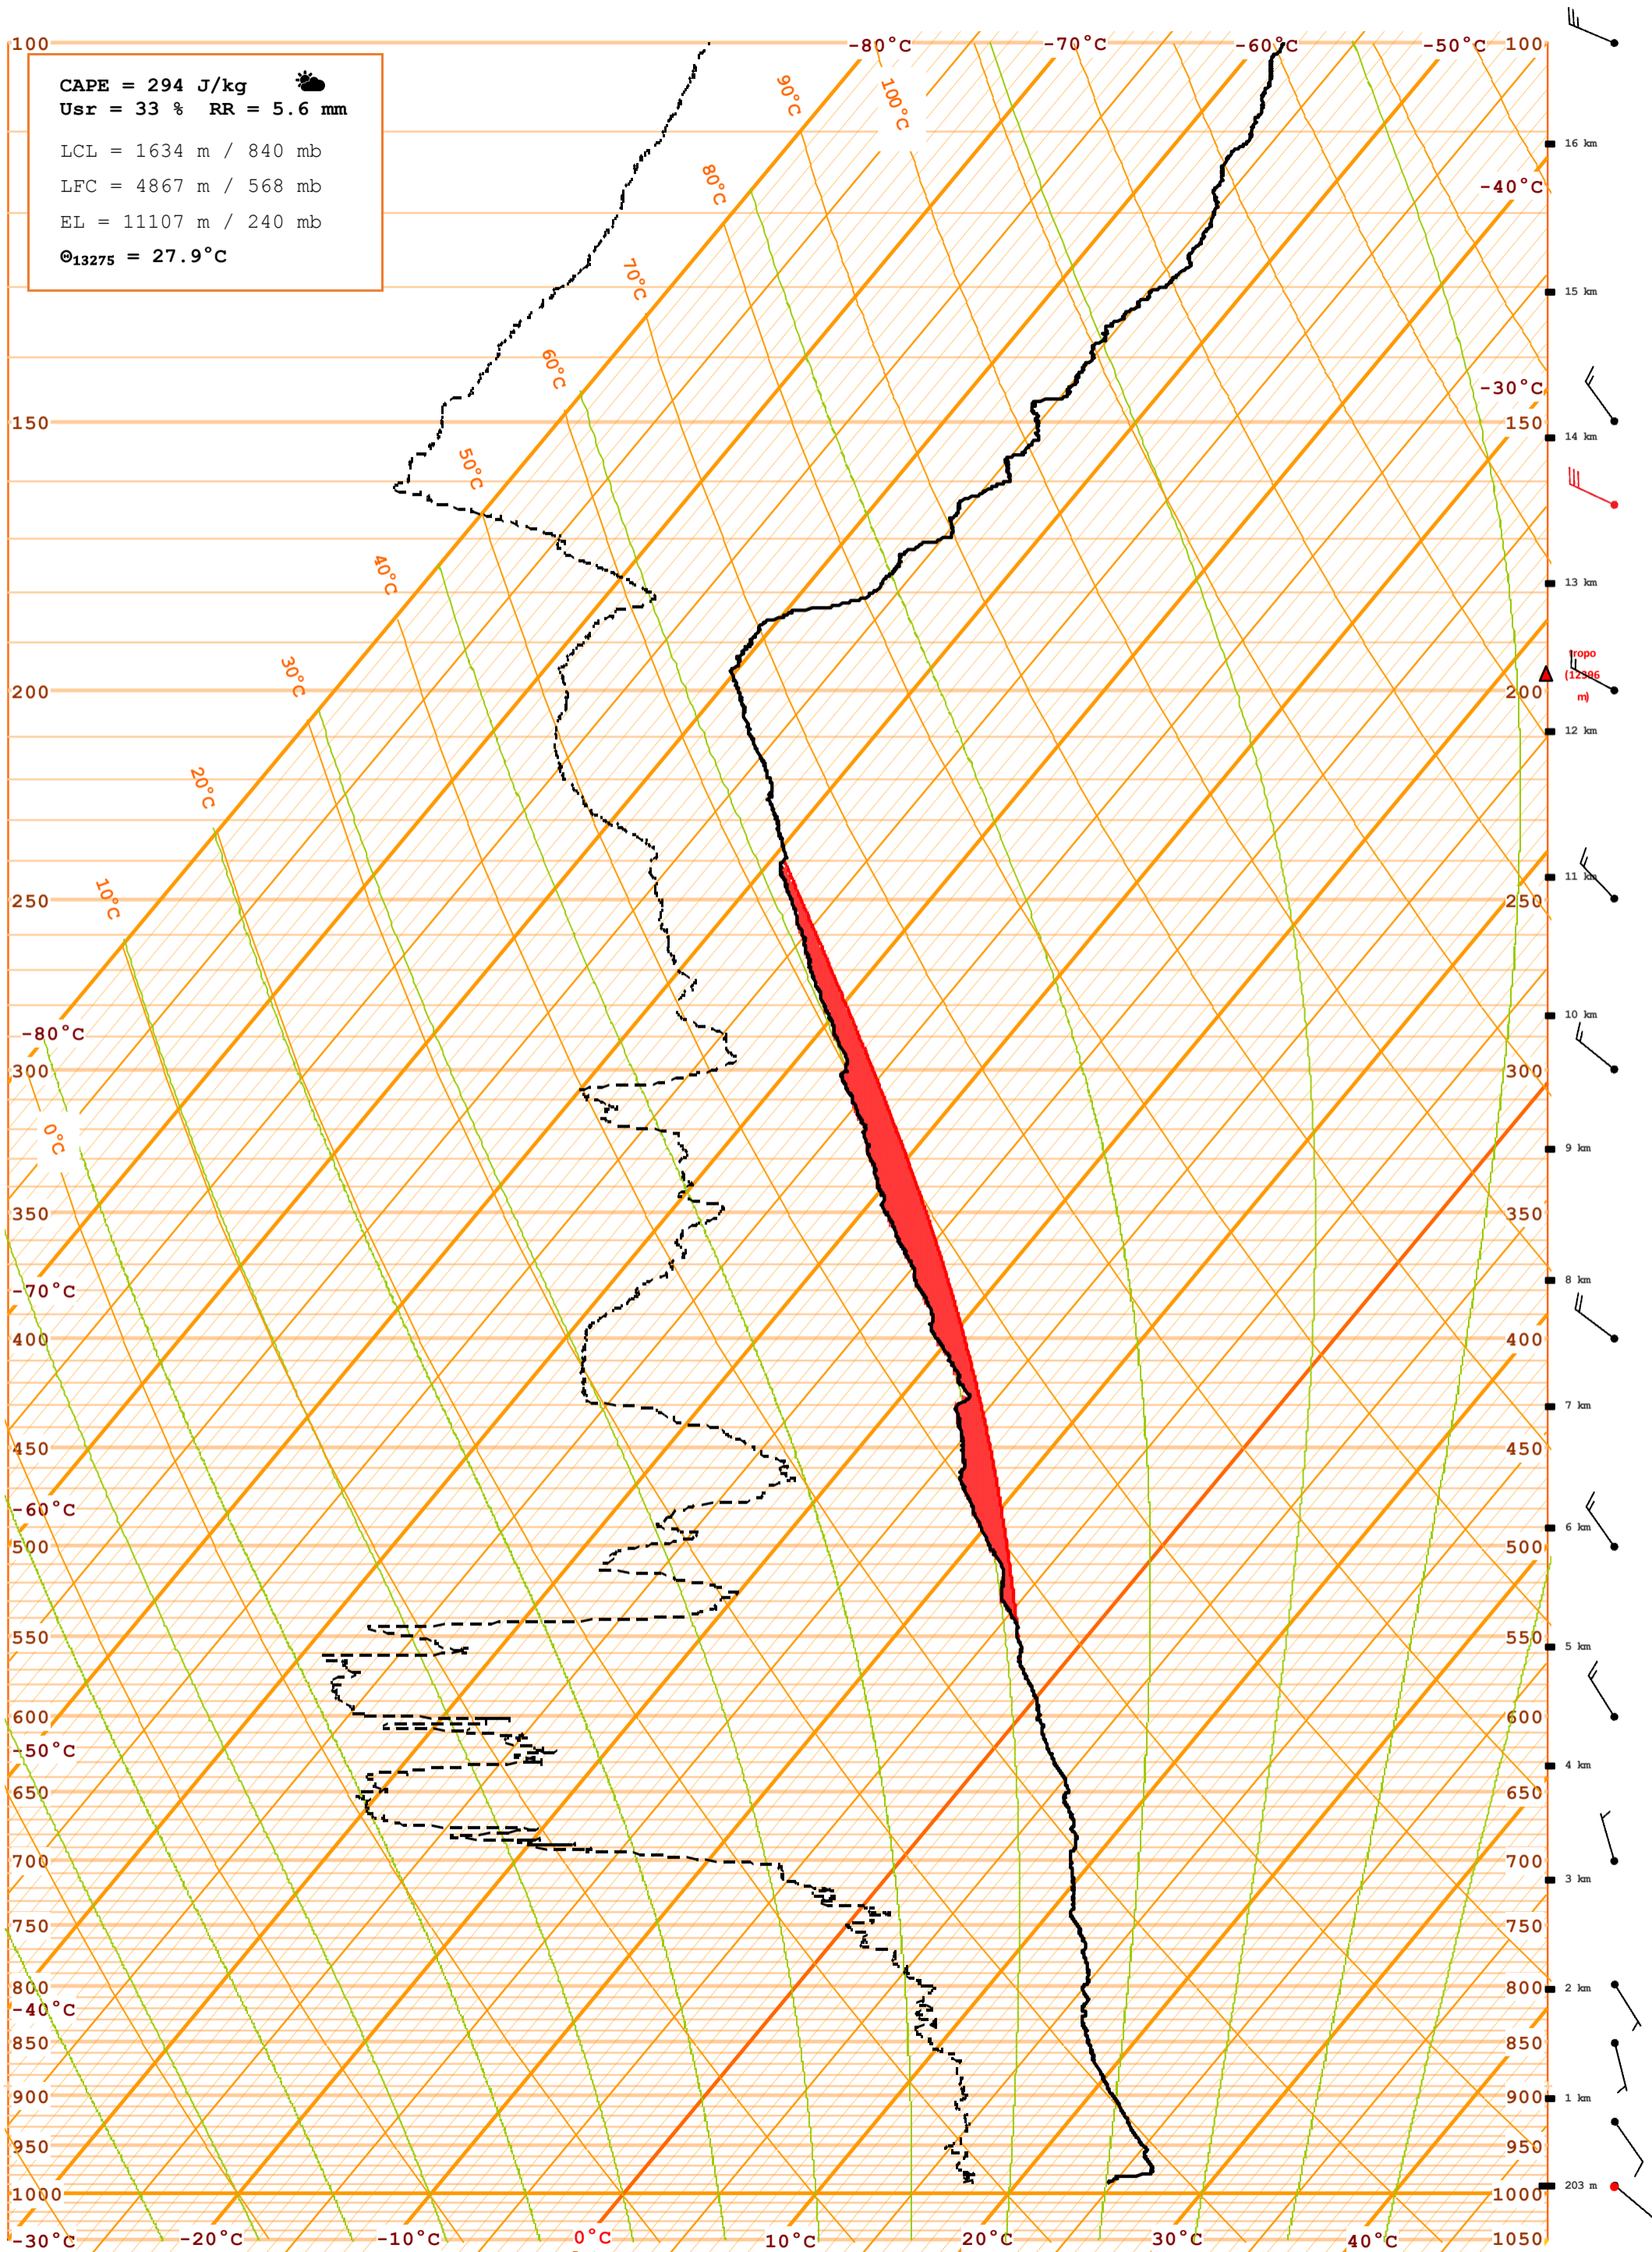 100 -80°C -70°C -60°C -50°C 100
CAPE = 294 J/kg
Usr = 33 % RR = 5.6 mm
LCL = 1634 m / 840 mb
LFC = 4867 m / 568 mb
EL = 11107 m / 240 mb
Θ13275 = 27.9°C
90°C 100°C
16 km
80°C -40°C
70°C 15 km
60°C -30°C
150 150
14 km
50°C
40°C 13 km
30°C tropo
(12396
m)
200 200
12 km
20°C
10°C 11 km
250 250
10 km
-80°C
300 300
0°C 9 km
350 350
8 km
-70°C
400 400
7 km
450 450
-60°C 6 km
500 500
550 550
5 km
600 600
-50°C 4 km
650 650
700 700
3 km
750 750
800 800 2 km
-40°C
850 850
900 900 1 km
950 950
203 m
1000 1000
-30°C -20°C -10°C 0°C 10°C 20°C 30°C 40°C 1050